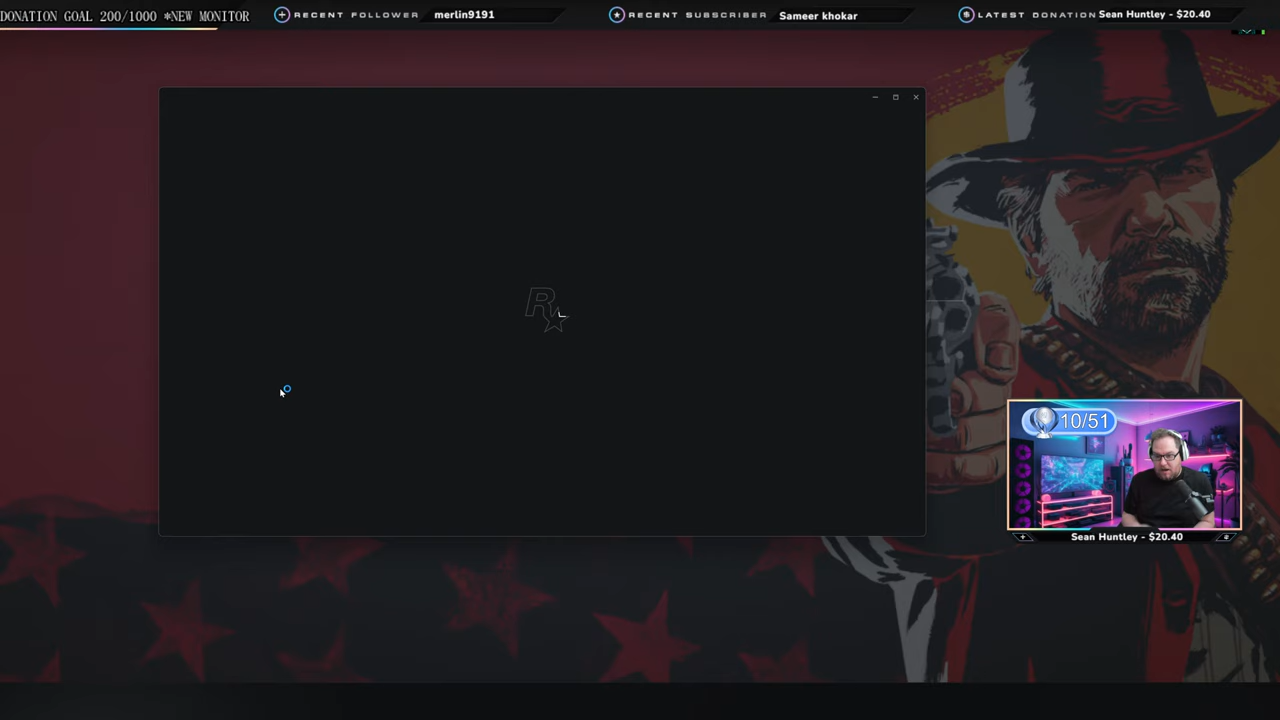 DONATION GOAL 200/1000 *NEW MONITOR
RECENT FOLLOWER merlin9191
RECENT SUBSCRIBER Sameer khokar
LATEST DONATION Sean Huntley - $20.40
R
10/51
Sean Huntley - $20.40